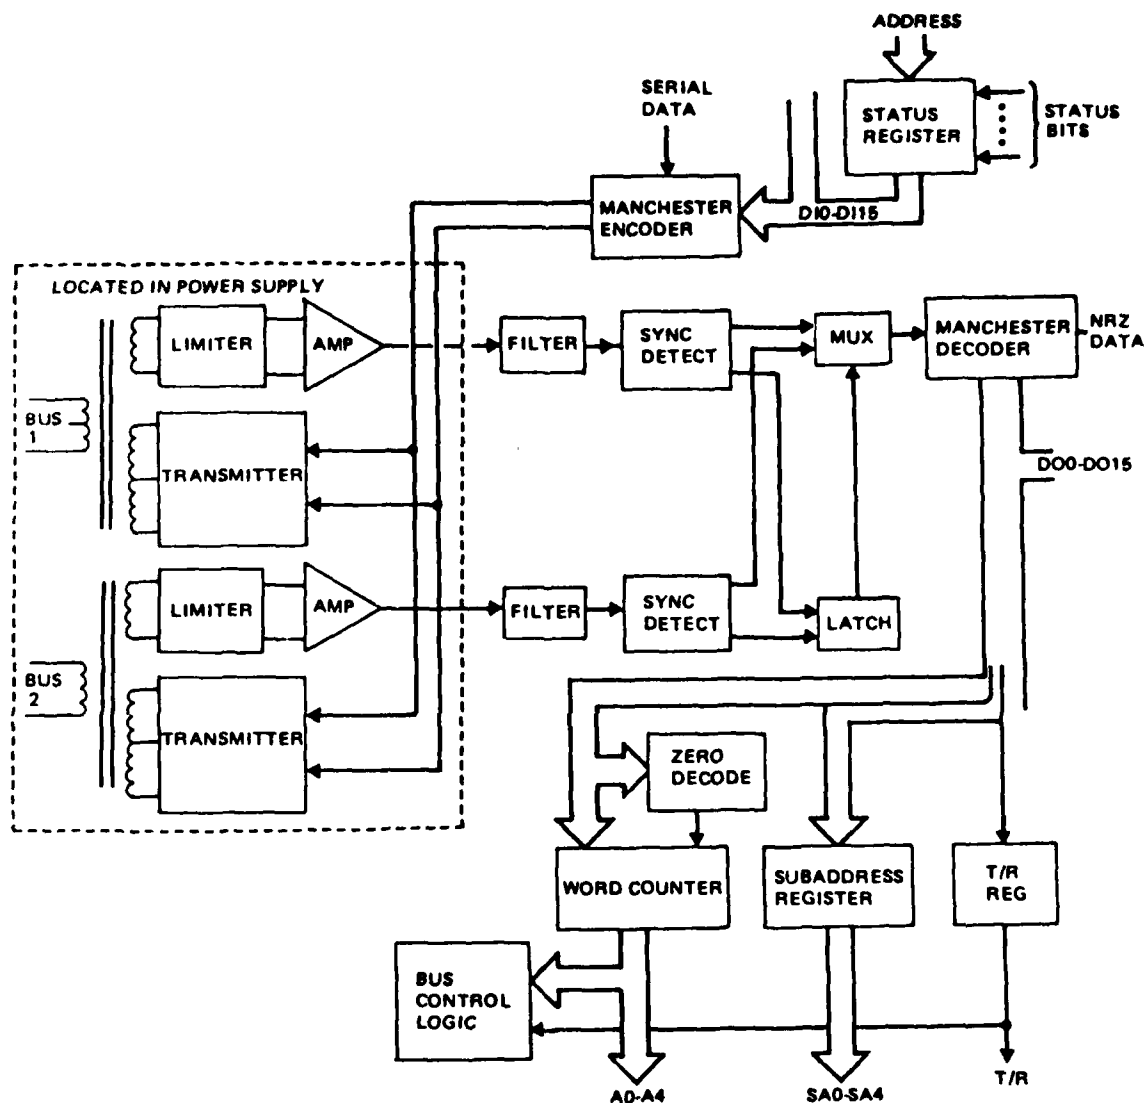 ADDRESS
SERIAL
DATA
STATUS
REGISTER
STATUS
BITS
MANCHESTER
ENCODER
DI0-DI15
LOCATED IN POWER SUPPLY
LIMITER
AMP
FILTER
SYNC
DETECT
MUX
MANCHESTER
DECODER
NRZ
DATA
BUS
1
TRANSMITTER
DO0-DO15
LIMITER
AMP
FILTER
SYNC
DETECT
LATCH
BUS
2
TRANSMITTER
ZERO
DECODE
WORD COUNTER
SUBADDRESS
REGISTER
T/R
REG
BUS
CONTROL
LOGIC
A0-A4
SA0-SA4
T/R